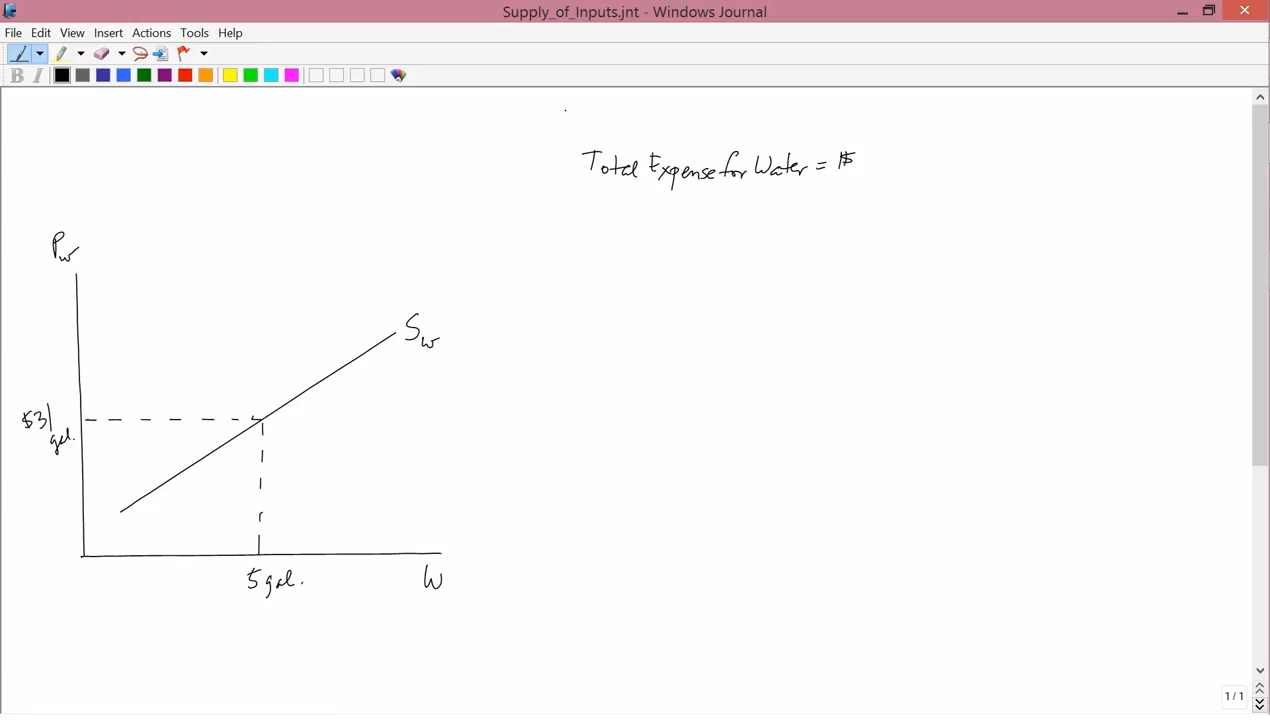 Supply_of_Inputs.jnt - Windows Journal
File Edit View Insert Actions Tools Help
B I
Total Expense for Water = $
Pw
Sw
$3/gal.
5 gal.
W
1 / 1